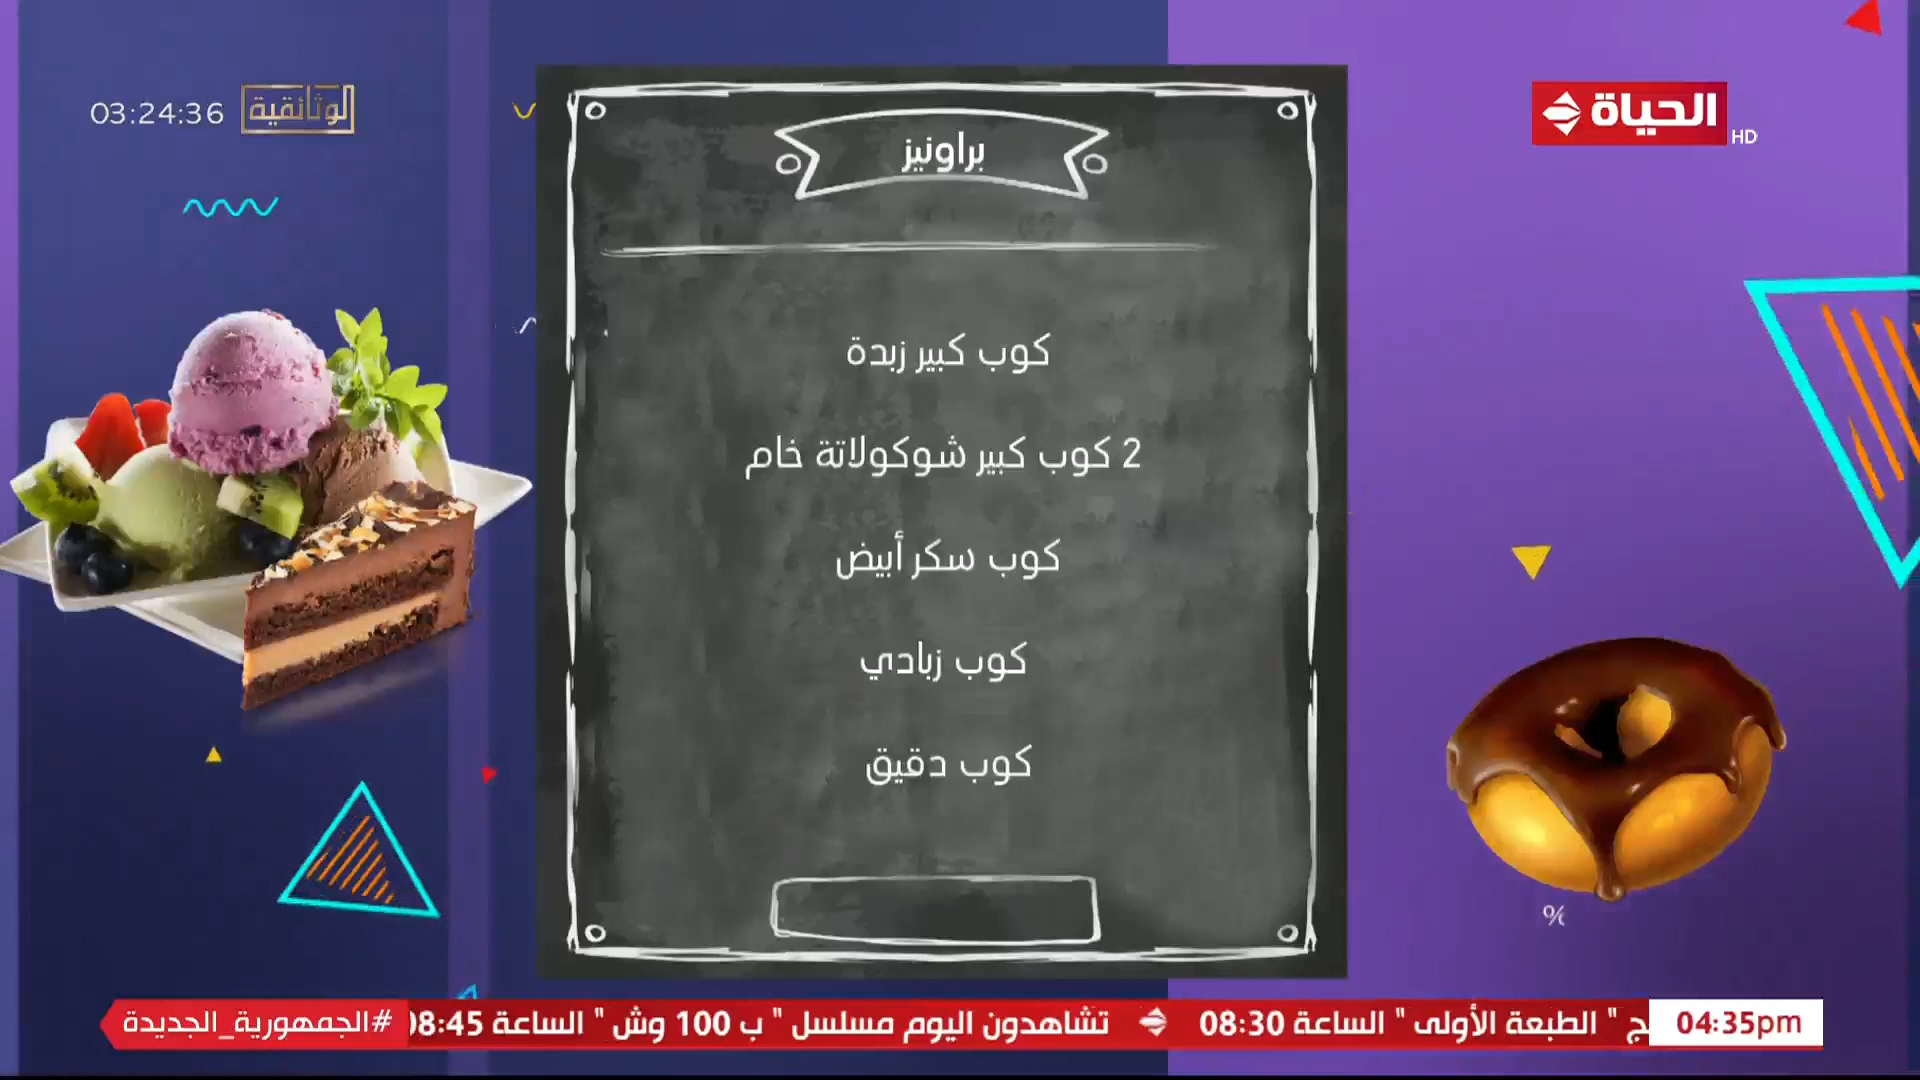 03:24:36
الوثائقية
الحياة
HD
براونيز
كوب كبير زبدة
2 كوب كبير شوكولاتة خام
كوب سكر أبيض
كوب زبادي
كوب دقيق
%
04:35pm
ج " الطبعة الأولى " الساعة 08:30
تشاهدون اليوم مسلسل " ب 100 وش " الساعة 08:45
#الجمهورية_الجديدة